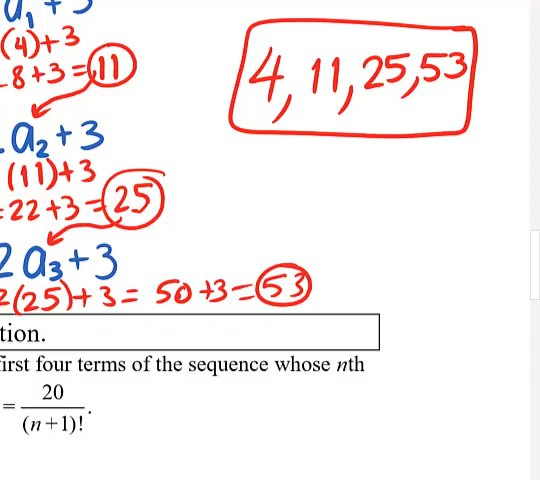 a₁ + 3
(4)+3
8+3=11
4, 11, 25, 53
a₂ + 3
(11)+3
=22+3=25
2a₃+3
2(25)+3= 50+3=53
tion.
irst four terms of the sequence whose nth
= 20/(n+1)!.